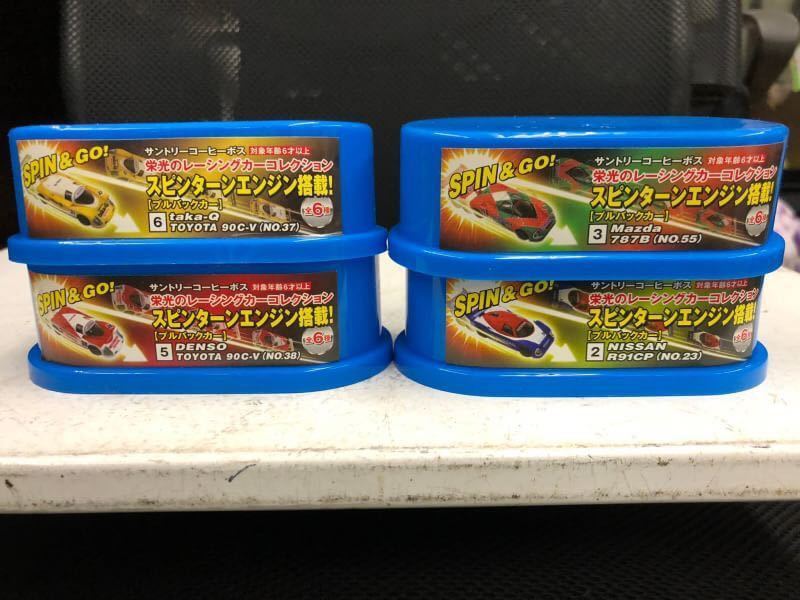 SPIN & GO!
サントリーコーヒーボス 対象年齢6才以上
栄光のレーシングカーコレクション
スピンターンエンジン搭載!
【プルバックカー】
全6種
6 taka-Q
TOYOTA 90C-V (NO.37)
SPIN & GO!
サントリーコーヒーボス 対象年齢6才以上
栄光のレーシングカーコレクション
スピンターンエンジン搭載!
【プルバックカー】
全6種
3 Mazda
787B (NO.55)
SPIN & GO!
サントリーコーヒーボス 対象年齢6才以上
栄光のレーシングカーコレクション
スピンターンエンジン搭載!
【プルバックカー】
全6種
5 DENSO
TOYOTA 90C-V (NO.38)
SPIN & GO!
サントリーコーヒーボス 対象年齢6才以上
栄光のレーシングカーコレクション
スピンターンエンジン搭載!
【プルバックカー】
全6種
2 NISSAN
R91CP (NO.23)